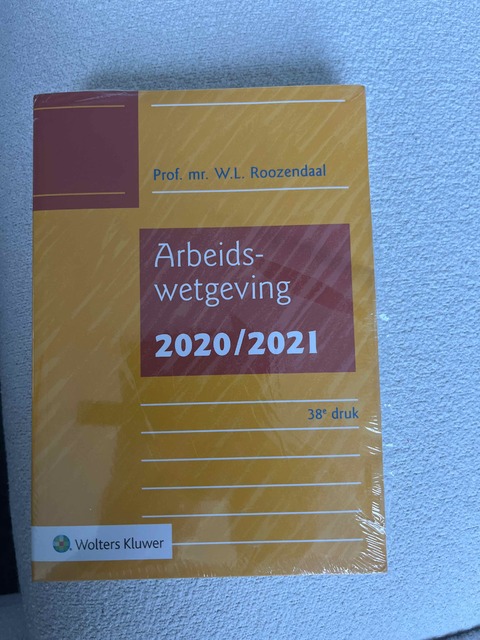 Prof. mr. W.L. Roozendaal
Arbeids-
wetgeving
2020/2021
38e druk
Wolters Kluwer